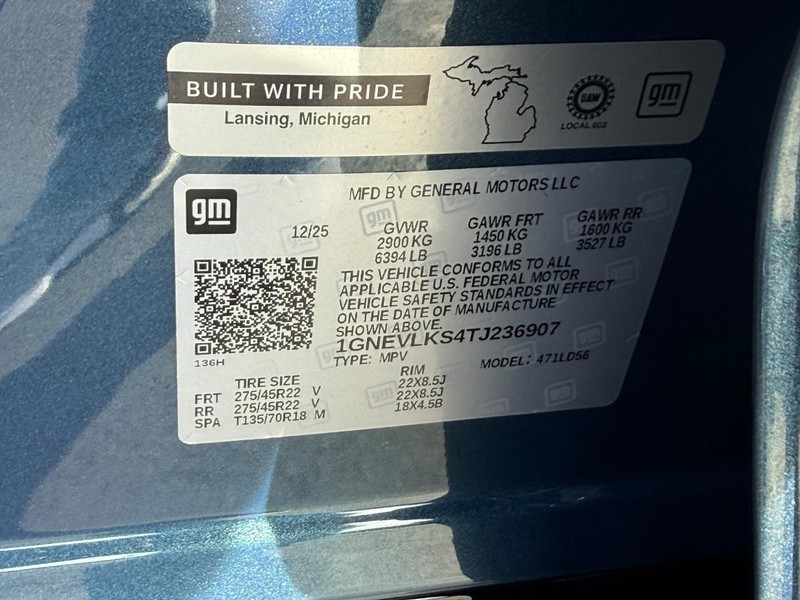 BUILT WITH PRIDE
Lansing, Michigan
UAW
LOCAL 602
gm
gm
MFD BY GENERAL MOTORS LLC
12/25
GVWR
2900 KG
6394 LB
GAWR FRT
1450 KG
3196 LB
GAWR RR
1600 KG
3527 LB
THIS VEHICLE CONFORMS TO ALL
APPLICABLE U.S. FEDERAL MOTOR
VEHICLE SAFETY STANDARDS IN EFFECT
ON THE DATE OF MANUFACTURE
SHOWN ABOVE.
1GNEVLKS4TJ236907
136H
TYPE: MPV
MODEL: 471LD56
TIRE SIZE RIM
FRT 275/45R22 V 22X8.5J
RR 275/45R22 V 22X8.5J
SPA T135/70R18 M 18X4.5B